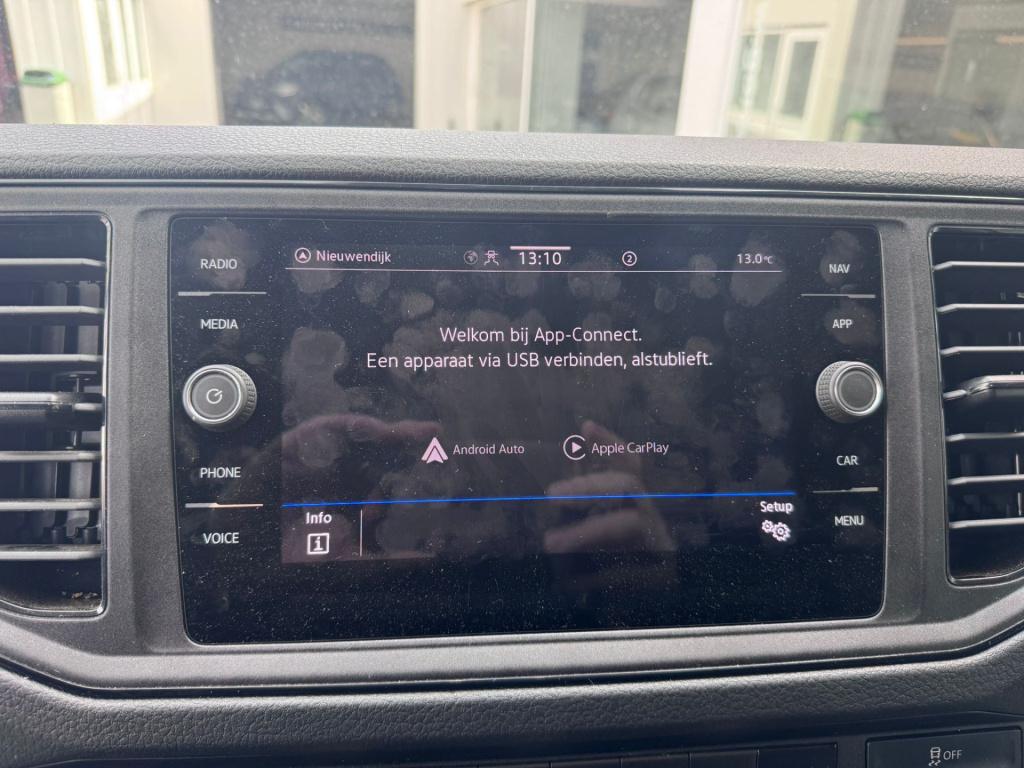 RADIO
Nieuwendijk
13:10
2
13.0°C
NAV
MEDIA
APP
Welkom bij App-Connect.
Een apparaat via USB verbinden, alstublieft.
Android Auto
Apple CarPlay
PHONE
CAR
Info
Setup
VOICE
MENU
OFF